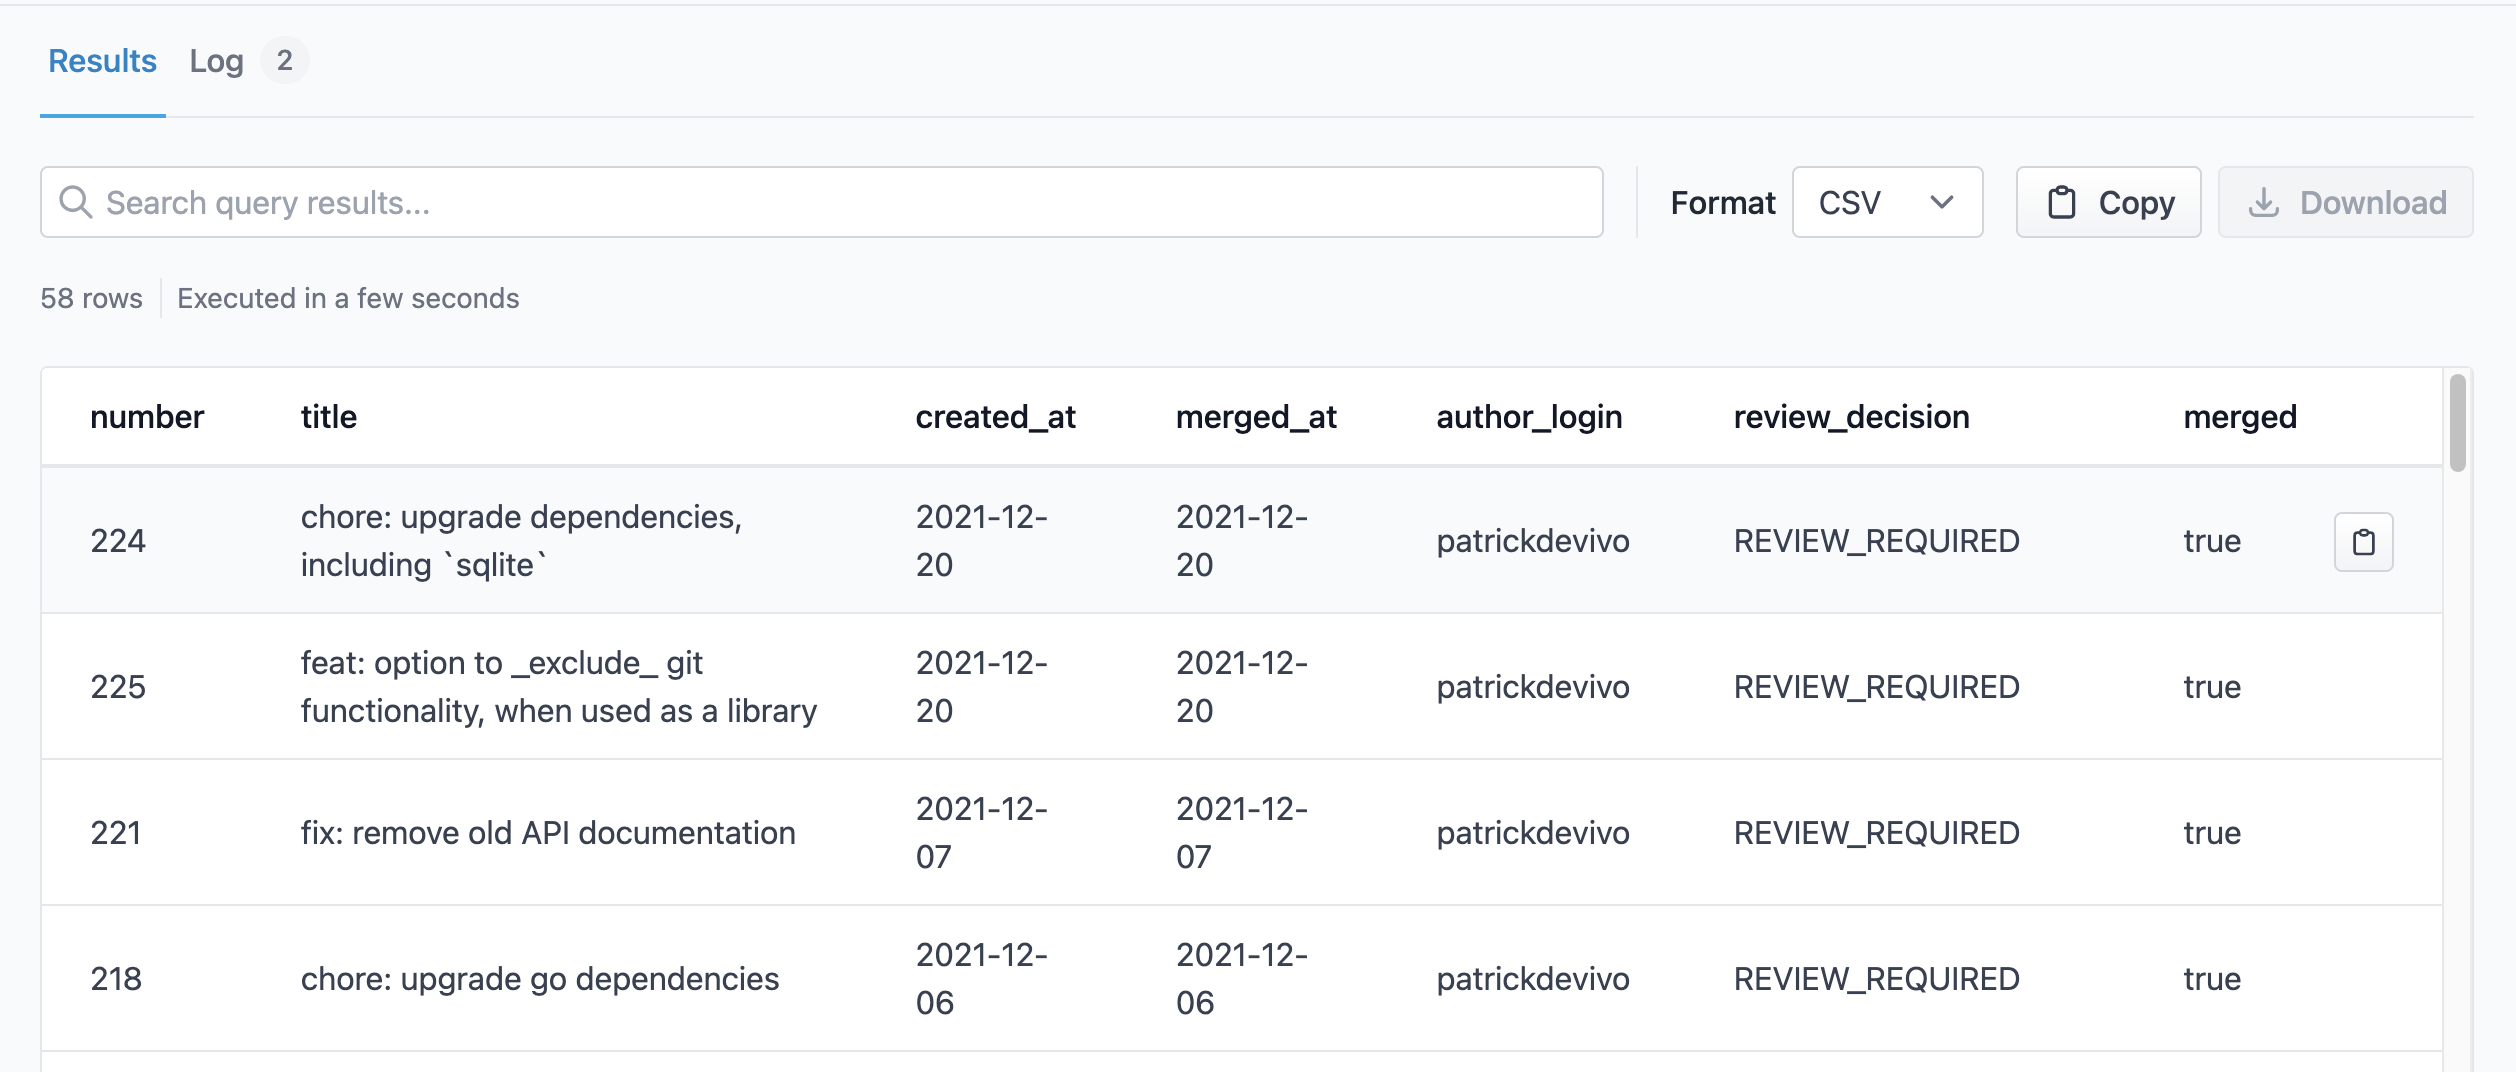 Results Log 2
Search query results...
Format CSV Copy Download
58 rows Executed in a few seconds
number title created_at merged_at author_login review_decision merged
224 chore: upgrade dependencies, including `sqlite` 2021-12-20 2021-12-20 patrickdevivo REVIEW_REQUIRED true
225 feat: option to _exclude_ git functionality, when used as a library 2021-12-20 2021-12-20 patrickdevivo REVIEW_REQUIRED true
221 fix: remove old API documentation 2021-12-07 2021-12-07 patrickdevivo REVIEW_REQUIRED true
218 chore: upgrade go dependencies 2021-12-06 2021-12-06 patrickdevivo REVIEW_REQUIRED true